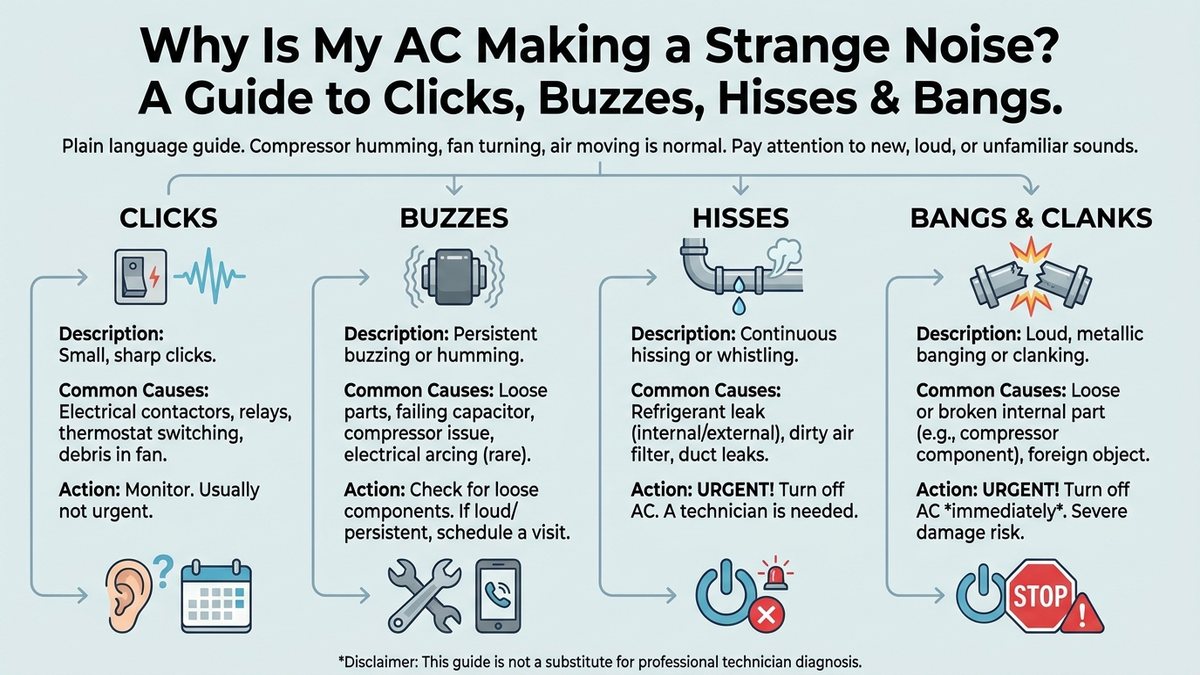 Why Is My AC Making a Strange Noise?
A Guide to Clicks, Buzzes, Hisses & Bangs.
Plain language guide. Compressor humming, fan turning, air moving is normal. Pay attention to new, loud, or unfamiliar sounds.
CLICKS
Description:
Small, sharp clicks.
Common Causes:
Electrical contactors, relays,
thermostat switching,
debris in fan.
Action: Monitor. Usually
not urgent.
?
BUZZES
Description: Persistent
buzzing or humming.
Common Causes: Loose
parts, failing capacitor,
compressor issue,
electrical arcing (rare).
Action: Check for loose
components. If loud/
persistent, schedule a visit.
HISSES
Description: Continuous
hissing or whistling.
Common Causes:
Refrigerant leak
(internal/external), dirty air
filter, duct leaks.
Action: URGENT! Turn off
AC. A technician is needed.
BANGS & CLANKS
Description: Loud, metallic
banging or clanking.
Common Causes: Loose
or broken internal part
(e.g., compressor
component), foreign object.
Action: URGENT! Turn off
AC *immediately*. Severe
damage risk.
STOP
!
*Disclaimer: This guide is not a substitute for professional technician diagnosis.